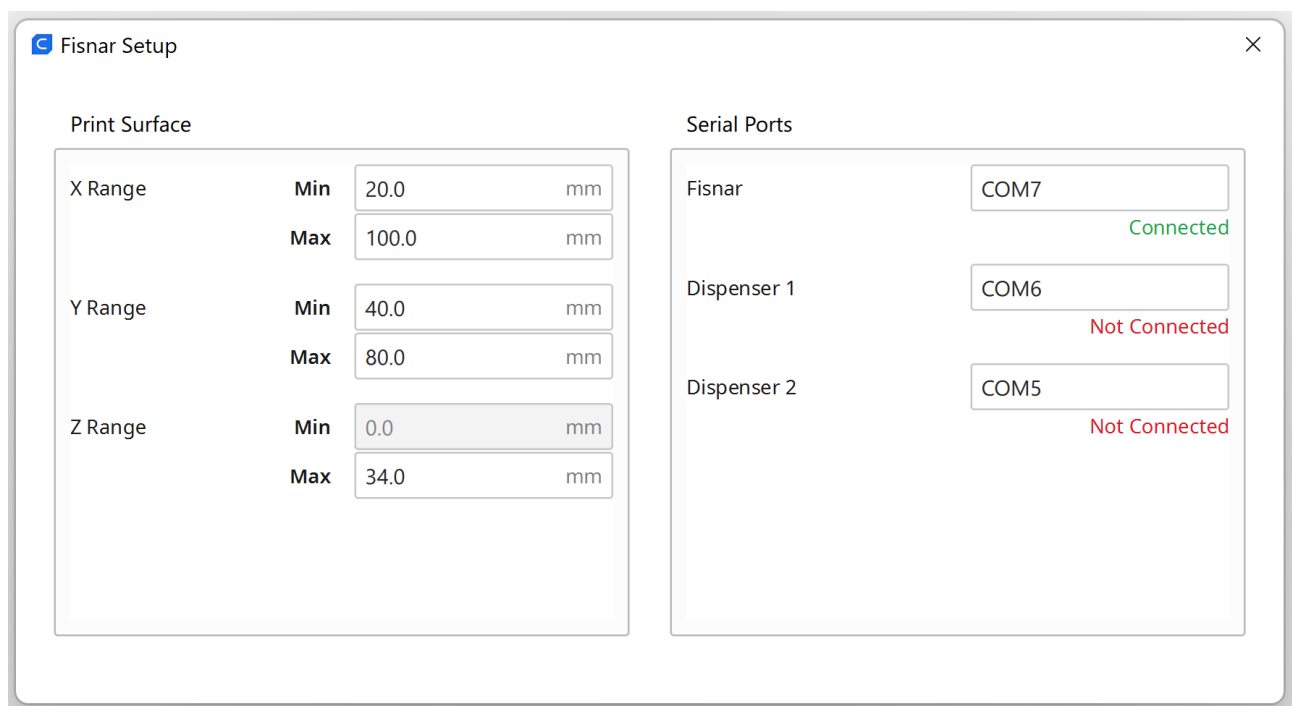 Fisnar Setup
Print Surface
X Range Min 20.0 mm
Max 100.0 mm
Y Range Min 40.0 mm
Max 80.0 mm
Z Range Min 0.0 mm
Max 34.0 mm
Serial Ports
Fisnar COM7
Connected
Dispenser 1 COM6
Not Connected
Dispenser 2 COM5
Not Connected